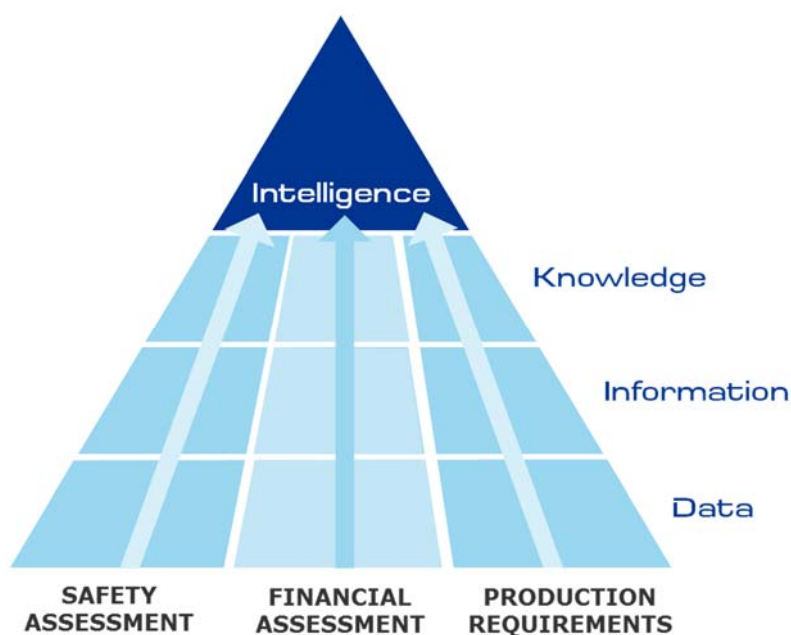 Intelligence
Knowledge
Information
Data
SAFETY
ASSESSMENT
FINANCIAL
ASSESSMENT
PRODUCTION
REQUIREMENTS